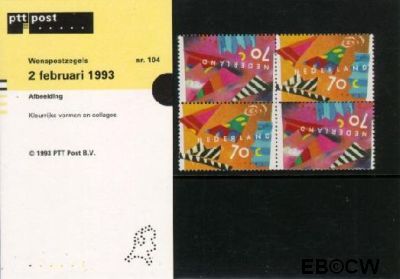 ptt post
Wenspostzegels
nr. 104
2 februari 1993
Afbeelding
Kleurrijke vormen en collages
© 1993 PTT Post B.V.
70
NEDERLAND
NEDERLAND
70
70
NEDERLAND
NEDERLAND
70
EB©CW